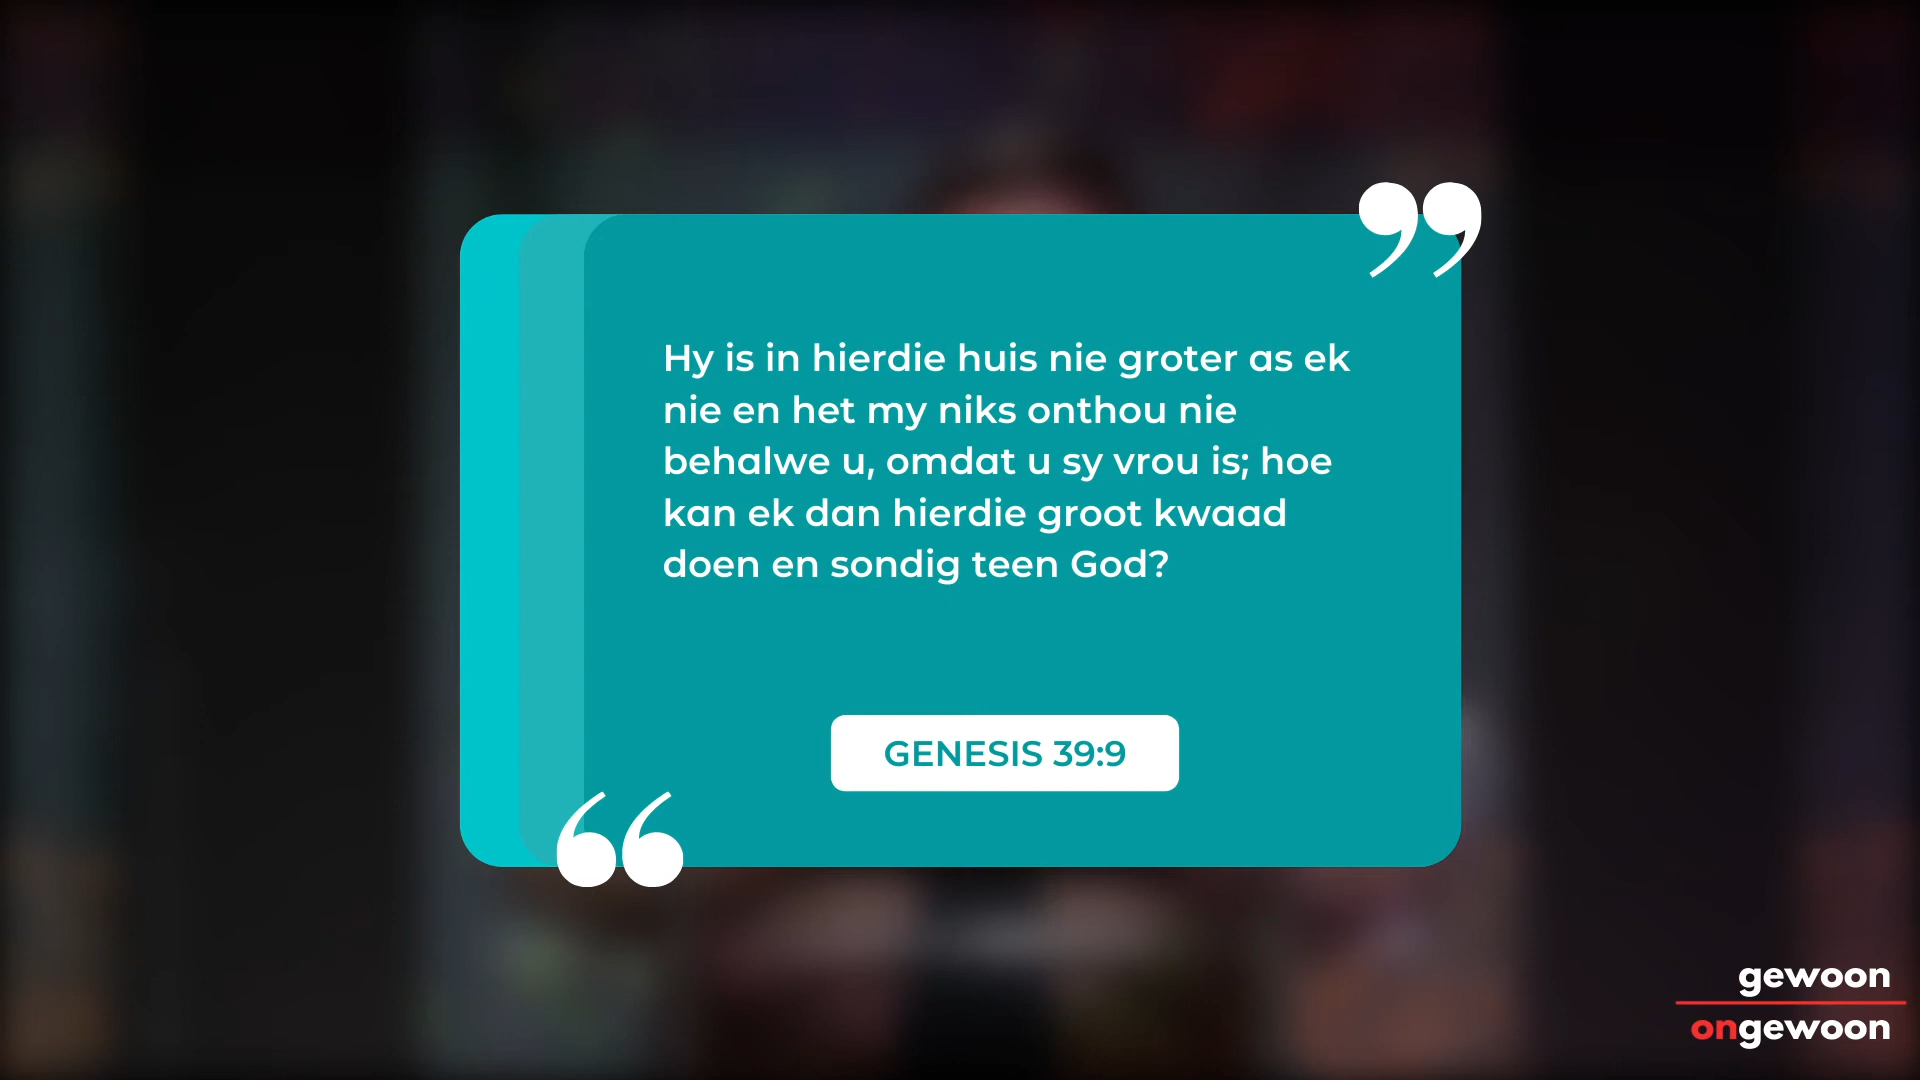 Hy is in hierdie huis nie groter as ek
nie en het my niks onthou nie
behalwe u, omdat u sy vrou is; hoe
kan ek dan hierdie groot kwaad
doen en sondig teen God?
GENESIS 39:9
gewoon
ongewoon